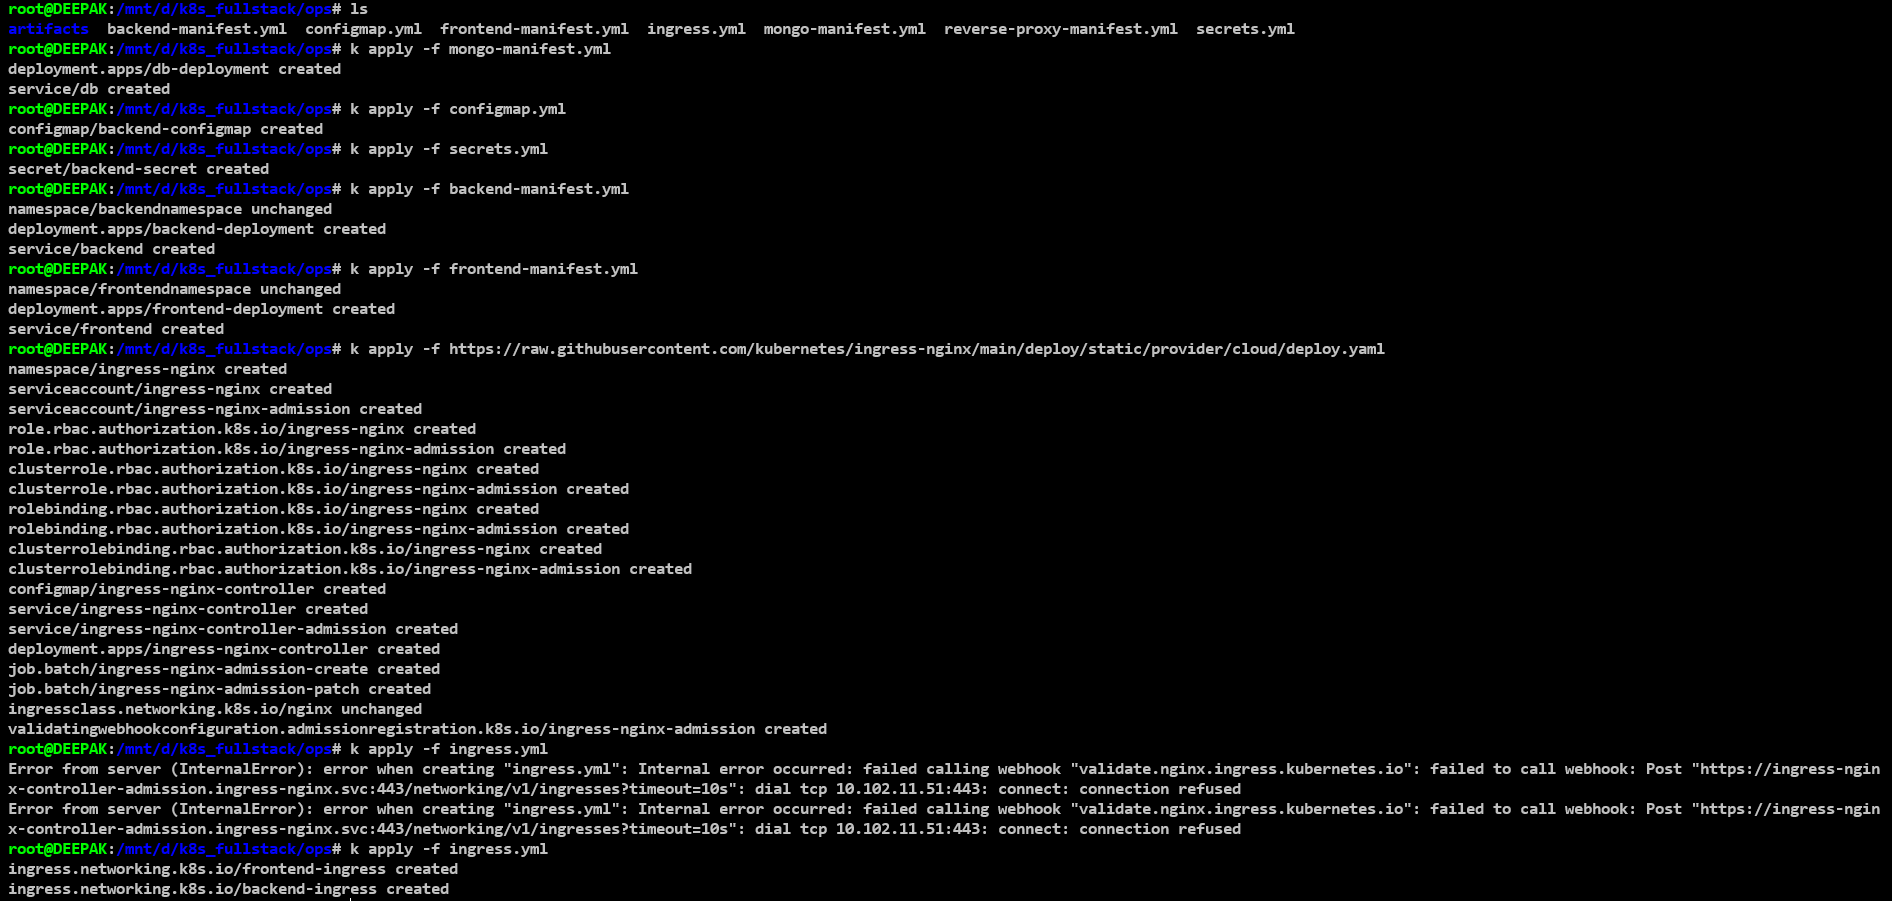 root@DEEPAK:/mnt/d/k8s_fullstack/ops# ls
artifacts  backend-manifest.yml  configmap.yml  frontend-manifest.yml  ingress.yml  mongo-manifest.yml  reverse-proxy-manifest.yml  secrets.yml
root@DEEPAK:/mnt/d/k8s_fullstack/ops# k apply -f mongo-manifest.yml
deployment.apps/db-deployment created
service/db created
root@DEEPAK:/mnt/d/k8s_fullstack/ops# k apply -f configmap.yml
configmap/backend-configmap created
root@DEEPAK:/mnt/d/k8s_fullstack/ops# k apply -f secrets.yml
secret/backend-secret created
root@DEEPAK:/mnt/d/k8s_fullstack/ops# k apply -f backend-manifest.yml
namespace/backendnamespace unchanged
deployment.apps/backend-deployment created
service/backend created
root@DEEPAK:/mnt/d/k8s_fullstack/ops# k apply -f frontend-manifest.yml
namespace/frontendnamespace unchanged
deployment.apps/frontend-deployment created
service/frontend created
root@DEEPAK:/mnt/d/k8s_fullstack/ops# k apply -f https://raw.githubusercontent.com/kubernetes/ingress-nginx/main/deploy/static/provider/cloud/deploy.yaml
namespace/ingress-nginx created
serviceaccount/ingress-nginx created
serviceaccount/ingress-nginx-admission created
role.rbac.authorization.k8s.io/ingress-nginx created
role.rbac.authorization.k8s.io/ingress-nginx-admission created
clusterrole.rbac.authorization.k8s.io/ingress-nginx created
clusterrole.rbac.authorization.k8s.io/ingress-nginx-admission created
rolebinding.rbac.authorization.k8s.io/ingress-nginx created
rolebinding.rbac.authorization.k8s.io/ingress-nginx-admission created
clusterrolebinding.rbac.authorization.k8s.io/ingress-nginx created
clusterrolebinding.rbac.authorization.k8s.io/ingress-nginx-admission created
configmap/ingress-nginx-controller created
service/ingress-nginx-controller created
service/ingress-nginx-controller-admission created
deployment.apps/ingress-nginx-controller created
job.batch/ingress-nginx-admission-create created
job.batch/ingress-nginx-admission-patch created
ingressclass.networking.k8s.io/nginx unchanged
validatingwebhookconfiguration.admissionregistration.k8s.io/ingress-nginx-admission created
root@DEEPAK:/mnt/d/k8s_fullstack/ops# k apply -f ingress.yml
Error from server (InternalError): error when creating "ingress.yml": Internal error occurred: failed calling webhook "validate.nginx.ingress.kubernetes.io": failed to call webhook: Post "https://ingress-ngin
x-controller-admission.ingress-nginx.svc:443/networking/v1/ingresses?timeout=10s": dial tcp 10.102.11.51:443: connect: connection refused
Error from server (InternalError): error when creating "ingress.yml": Internal error occurred: failed calling webhook "validate.nginx.ingress.kubernetes.io": failed to call webhook: Post "https://ingress-ngin
x-controller-admission.ingress-nginx.svc:443/networking/v1/ingresses?timeout=10s": dial tcp 10.102.11.51:443: connect: connection refused
root@DEEPAK:/mnt/d/k8s_fullstack/ops# k apply -f ingress.yml
ingress.networking.k8s.io/frontend-ingress created
ingress.networking.k8s.io/backend-ingress created